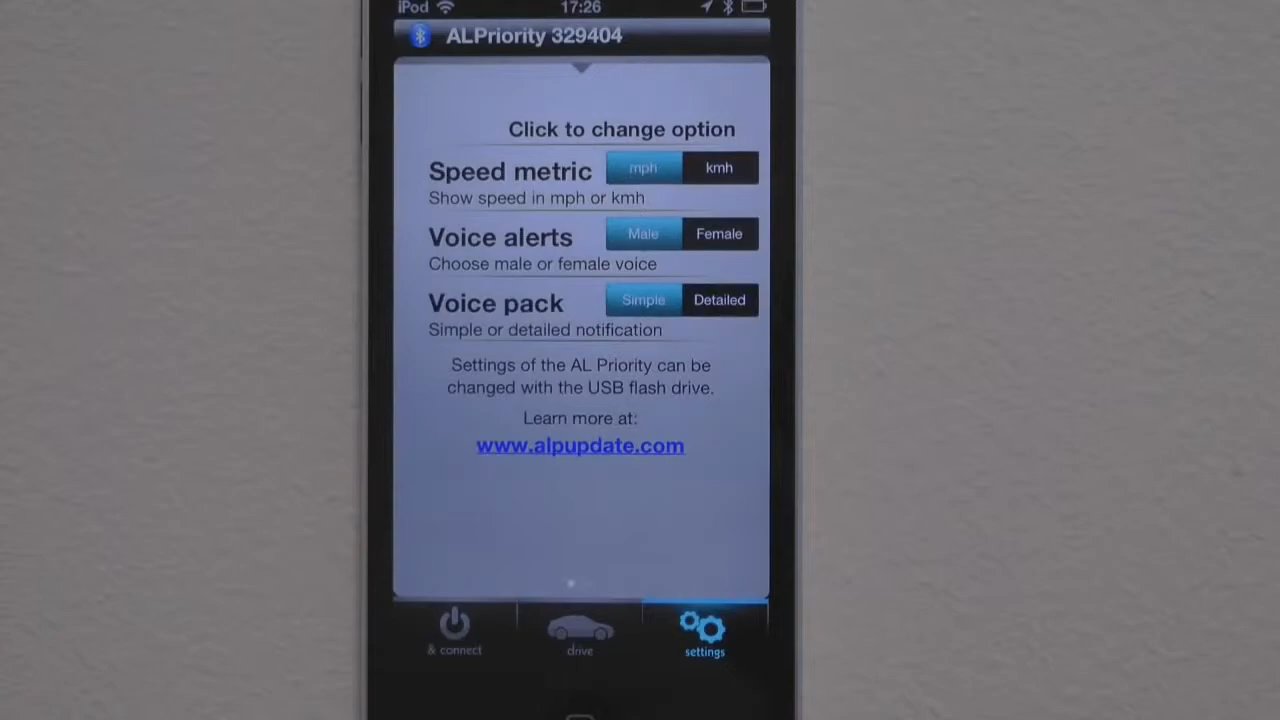 iPod 17:26
ALPriority 329404
Click to change option
Speed metric mph kmh
Show speed in mph or kmh
Voice alerts Male Female
Choose male or female voice
Voice pack Simple Detailed
Simple or detailed notification
Settings of the AL Priority can be
changed with the USB flash drive.
Learn more at:
www.alpupdate.com
& connect drive settings